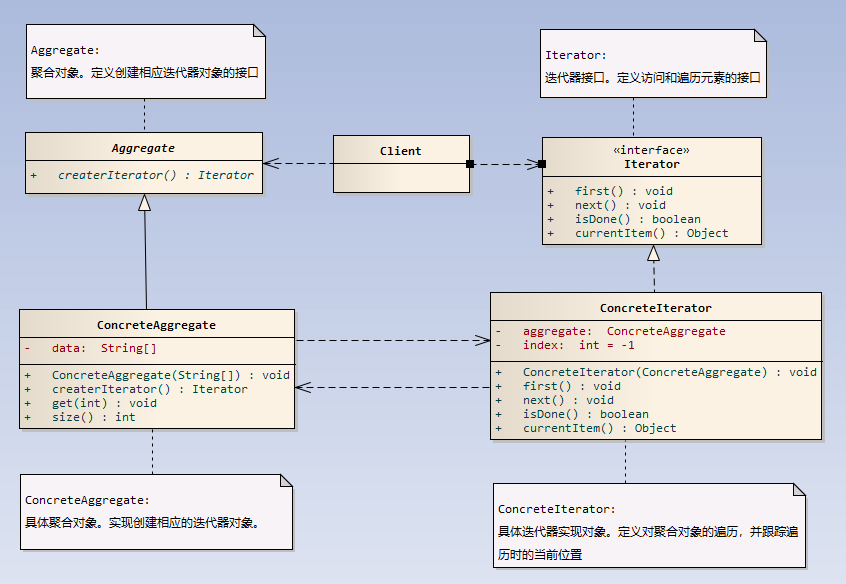 Aggregate:
聚合对象。定义创建相应迭代器对象的接口
Iterator:
迭代器接口。定义访问和遍历元素的接口
Aggregate
+ createrIterator() : Iterator
Client
«interface»
Iterator
+ first() : void
+ next() : void
+ isDone() : boolean
+ currentItem() : Object
ConcreteAggregate
- data: String[]
+ ConcreteAggregate(String[]) : void
+ createrIterator() : Iterator
+ get(int) : void
+ size() : int
ConcreteIterator
- aggregate: ConcreteAggregate
- index: int = -1
+ ConcreteIterator(ConcreteAggregate) : void
+ first() : void
+ next() : void
+ isDone() : boolean
+ currentItem() : Object
ConcreteAggregate:
具体聚合对象。实现创建相应的迭代器对象。
ConcreteIterator:
具体迭代器实现对象。定义对聚合对象的遍历，并跟踪遍
历时的当前位置